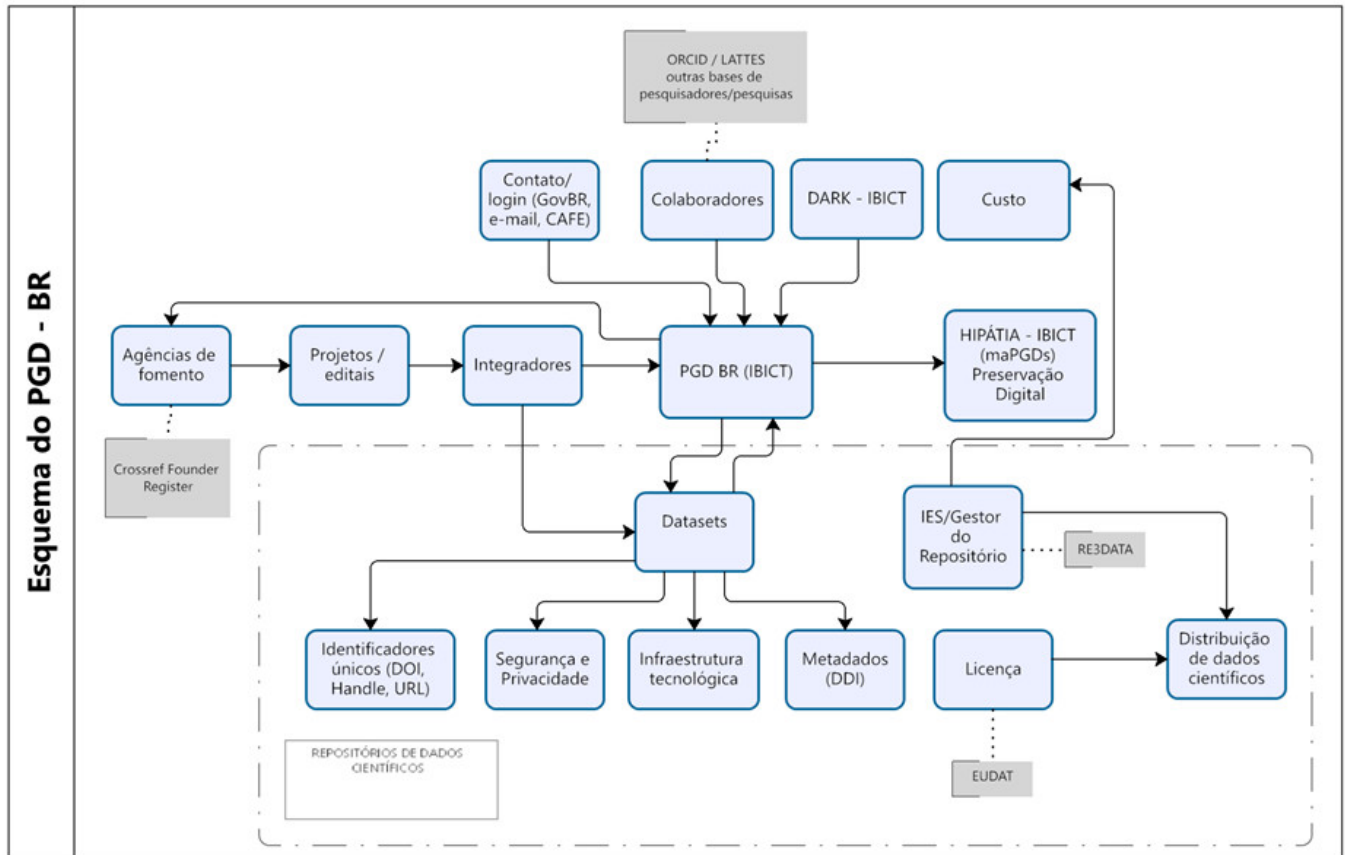 Esquema do PGD - BR
ORCID / LATTES
outras bases de
pesquisadores/pesquisas
Contato/
login (GovBR,
e-mail, CAFE)
Colaboradores
DARK - IBICT
Custo
Agências de
fomento
Projetos /
editais
Integradores
PGD BR (IBICT)
HIPÁTIA - IBICT
(maPGDs)
Preservação
Digital
Crossref Founder
Register
Datasets
IES/Gestor
do
Repositório
RE3DATA
Identificadores
únicos (DOI,
Handle, URL)
Segurança e
Privacidade
Infraestrutura
tecnológica
Metadados
(DDI)
Licença
Distribuição
de dados
científicos
REPOSITÓRIOS DE DADOS
CIENTÍFICOS
EUDAT